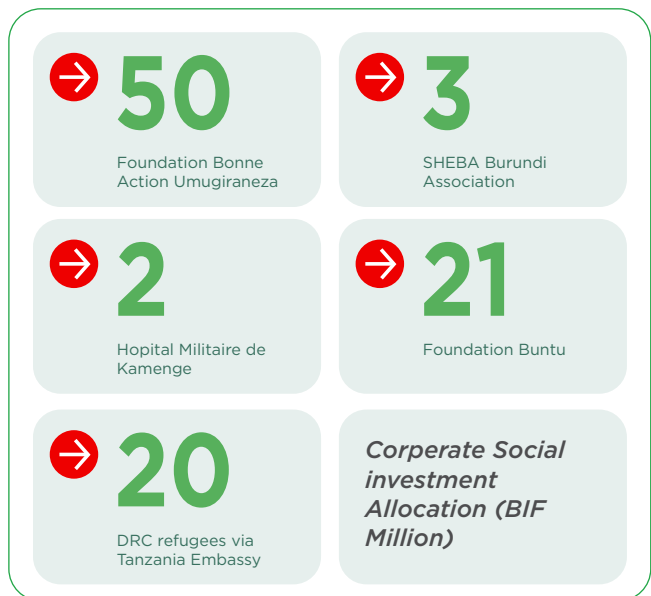 50
Foundation Bonne
Action Umugiraneza
3
SHEBA Burundi
Association
2
Hopital Militaire de
Kamenge
21
Foundation Buntu
20
DRC refugees via
Tanzania Embassy
Corperate Social
investment
Allocation (BIF
Million)